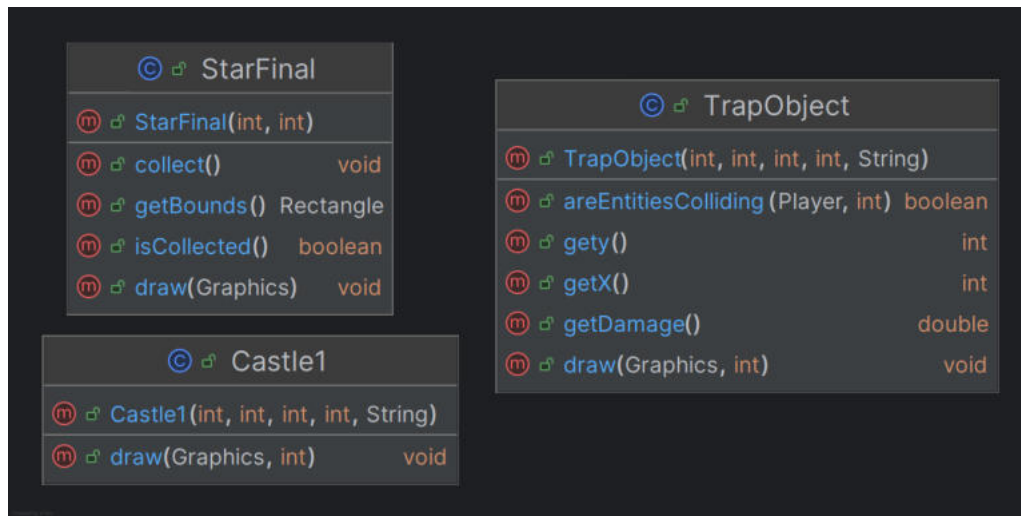 StarFinal
StarFinal(int, int)
collect() void
getBounds() Rectangle
isCollected() boolean
draw(Graphics) void
TrapObject
TrapObject(int, int, int, int, String)
areEntitiesColliding(Player, int) boolean
gety() int
getX() int
getDamage() double
draw(Graphics, int) void
Castle1
Castle1(int, int, int, int, String)
draw(Graphics, int) void